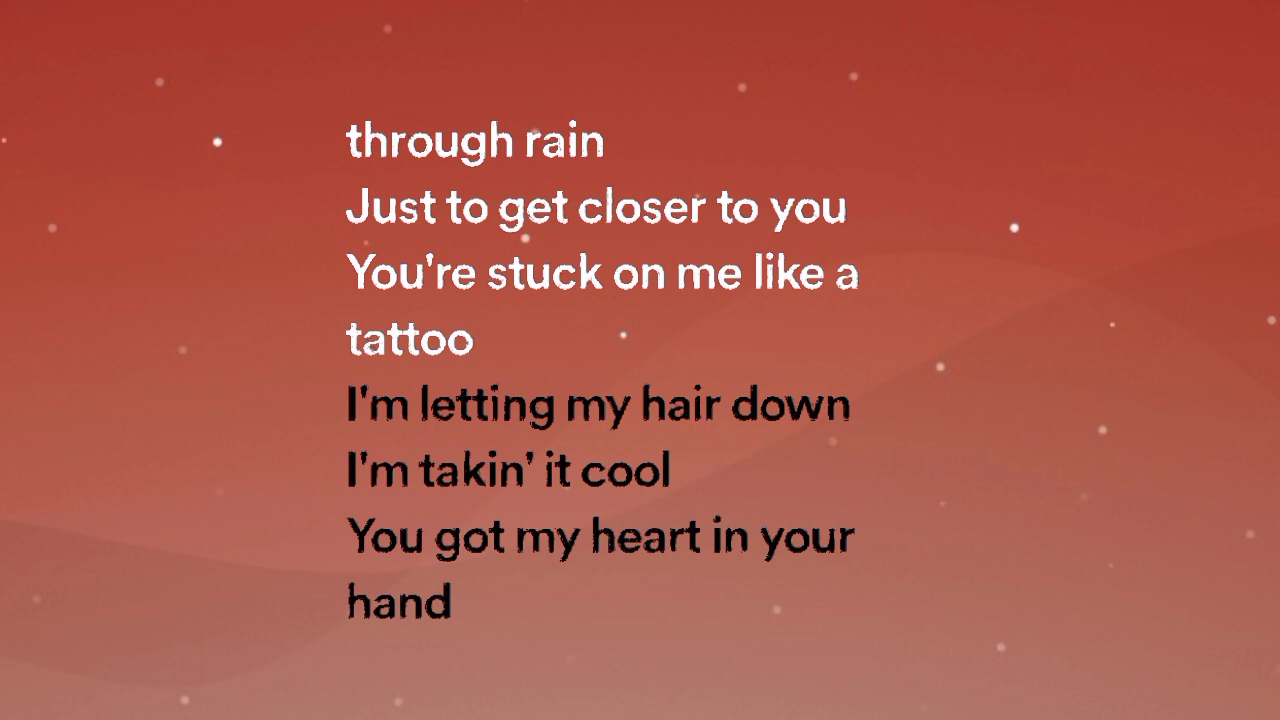 through rain
Just to get closer to you
You're stuck on me like a
tattoo
I'm letting my hair down
I'm takin' it cool
You got my heart in your
hand